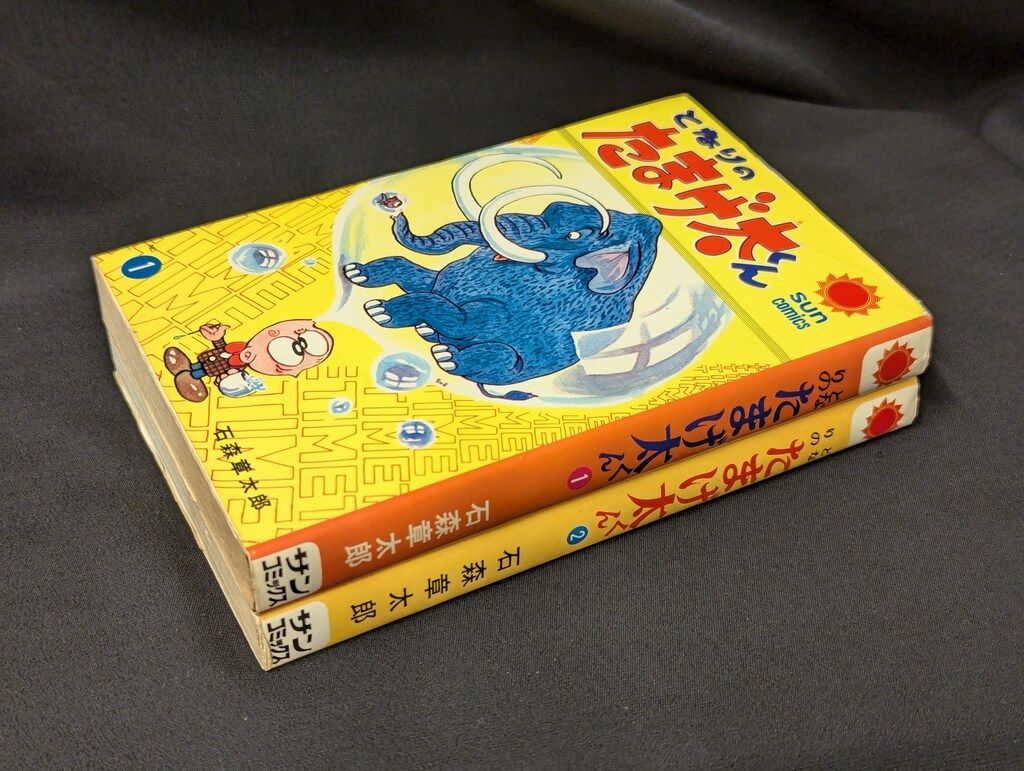 となりの
たまげ太くん
sun
comics
1
石森章太郎
TIME
TIME
TIME
TIME
となりの
たまげ太くん
1
石森章太郎
サン
コミックス
となりの
たまげ太くん
2
石森章太郎
サン
コミックス